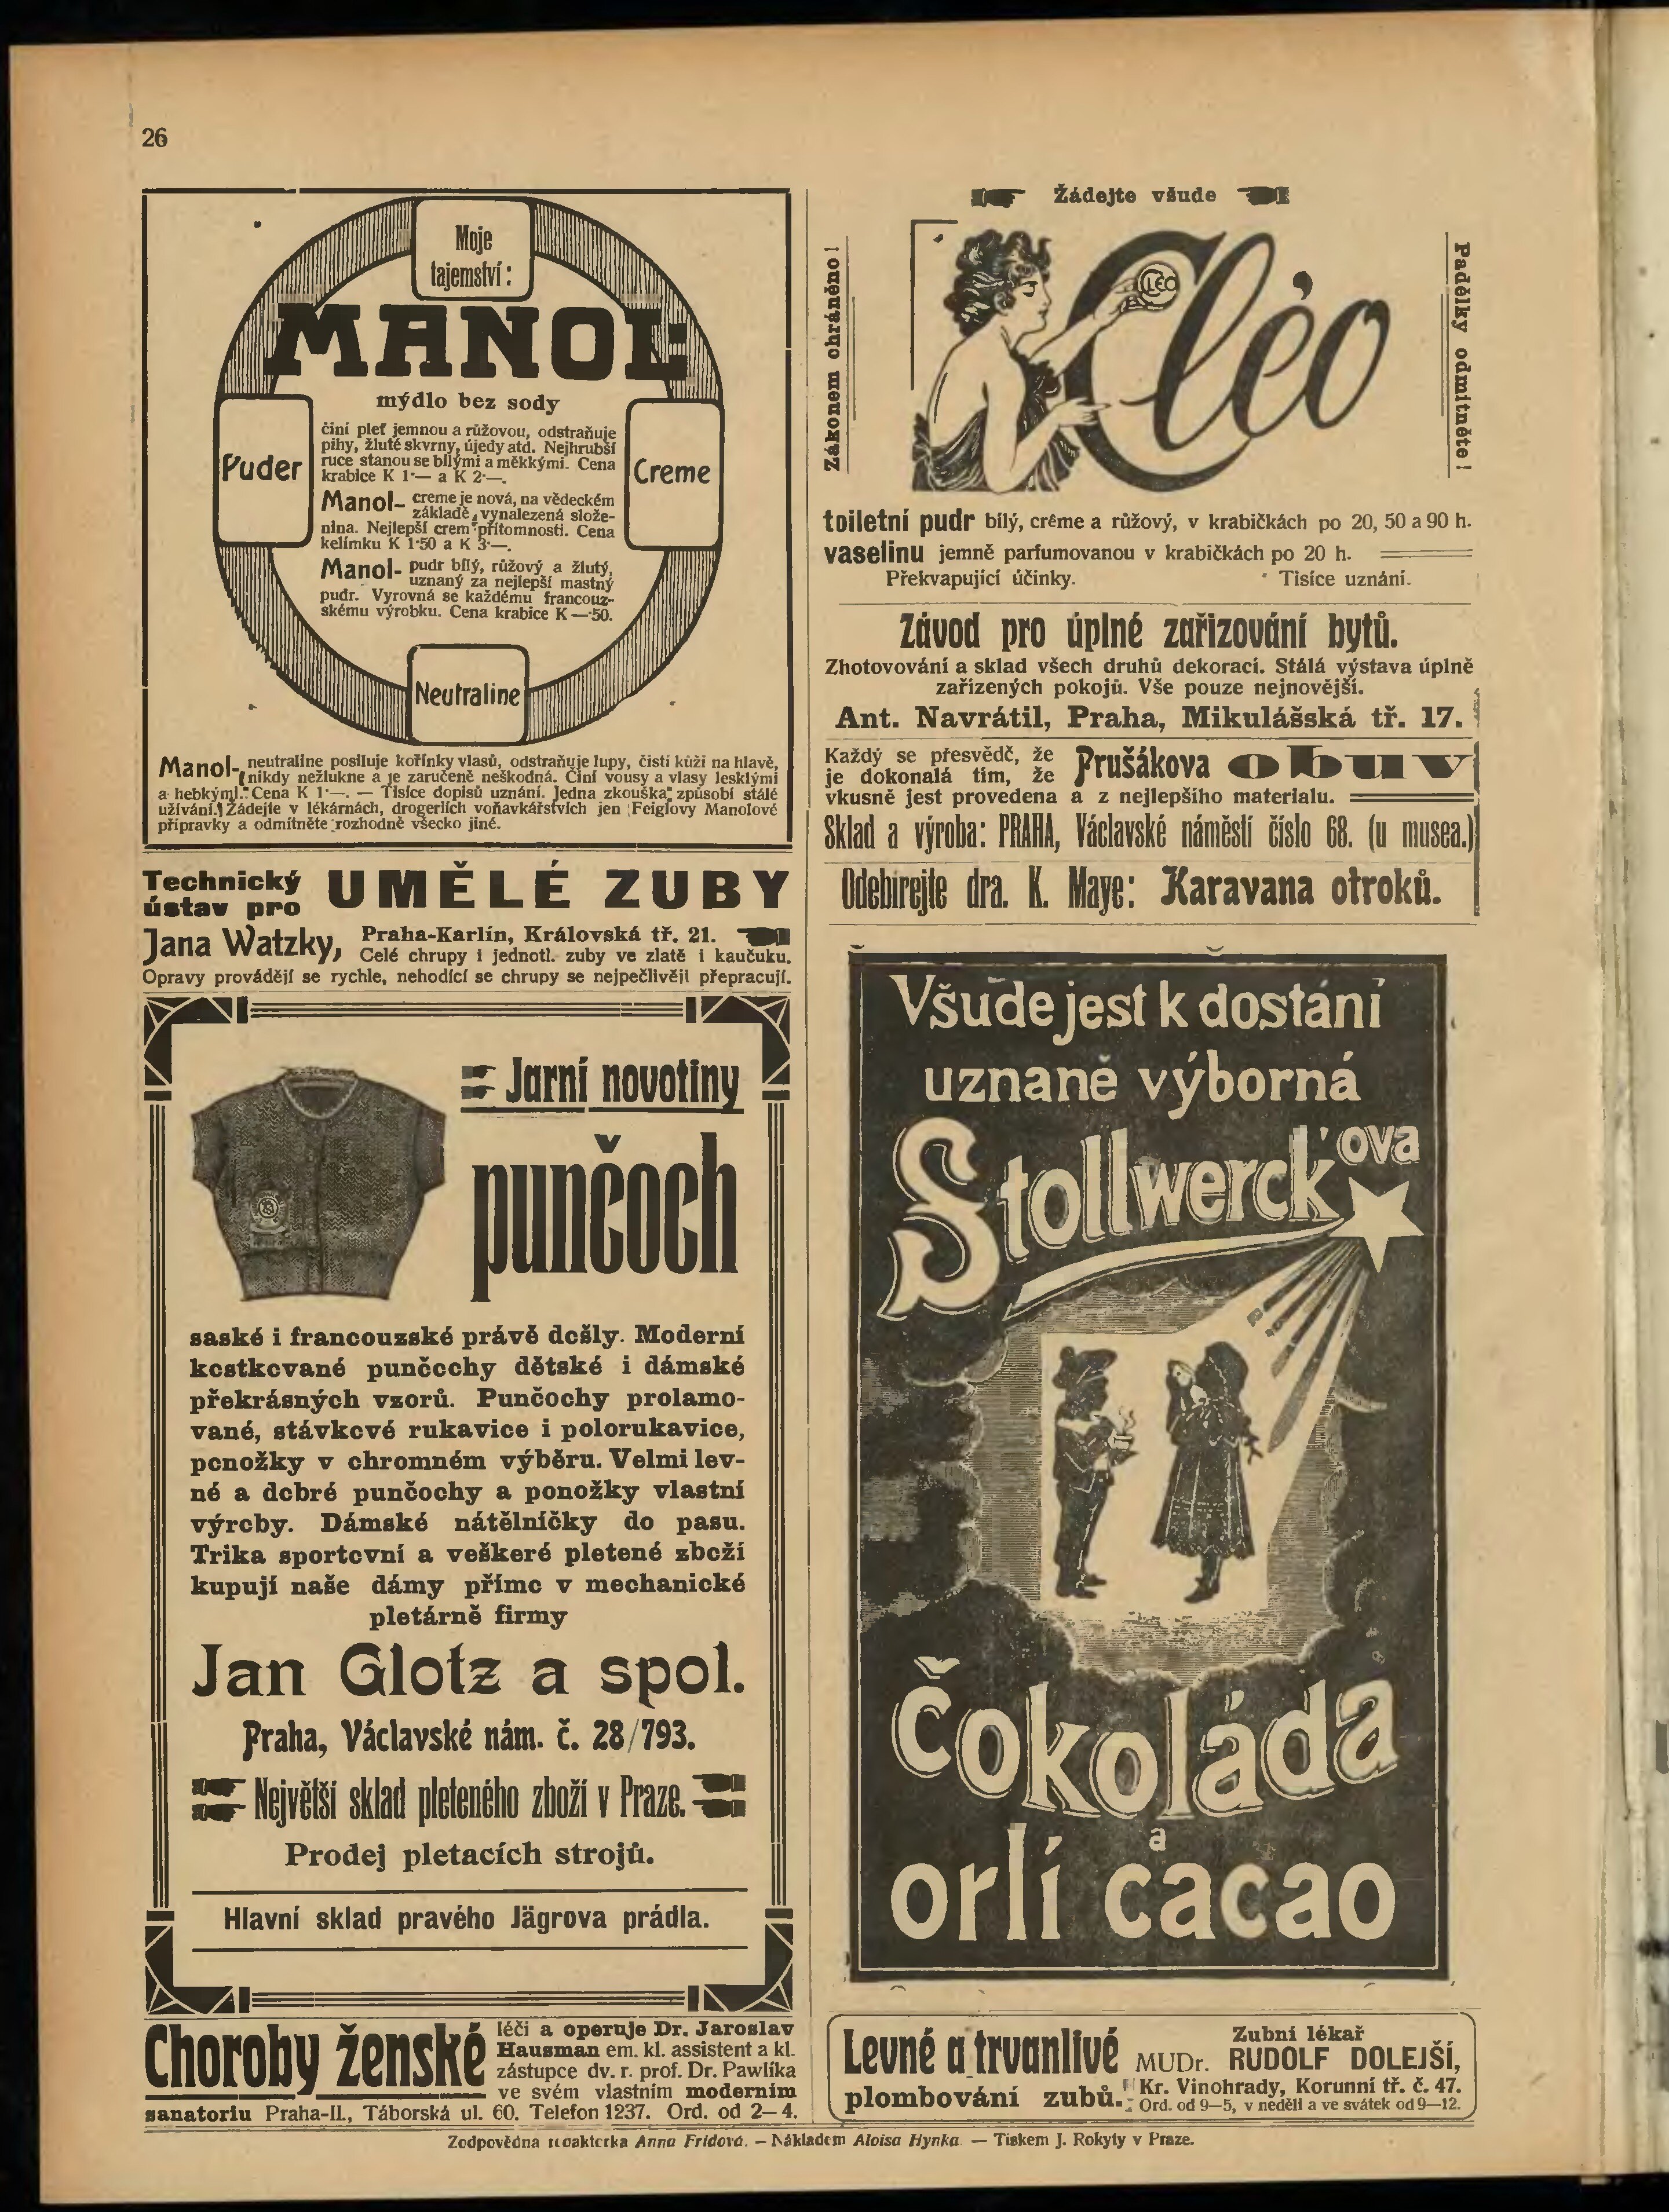 26
Moje
tajemství:
MANOL
mýdlo bez sody
činí pleť jemnou a růžovou, odstraňuje
pihy, žluté skvrny, újedy atd. Nejhrubší
ruce stanou se bílými a měkkými. Cena
krabice K 1·— a K 2·—.
Manol- creme je nová, na vědeckém
základě vynalezená slože-
nina. Nejlepší crem přítomnosti. Cena
kelímku K 1·50 a K 3·—.
Manol- pudr bílý, růžový a žlutý,
uznaný za nejlepší mastný
pudr. Vyrovná se každému francouz-
skému výrobku. Cena krabice K —·50.
Puder
Creme
Neutraline
Manol- neutraline posiluje kořínky vlasů, odstraňuje lupy, čistí kůži na hlavě,
nikdy nežlukne a je zaručeně neškodná. Činí vousy a vlasy lesklými
a hebkými. Cena K 1·—. — Tisíce dopisů uznání. Jedna zkouška způsobí stálé
užívání. Žádejte v lékárnách, drogeriích voňavkářstvích jen Feiglovy Manolové
přípravky a odmítněte rozhodně všecko jiné.
Technický
ústav pro UMĚLÉ ZUBY
Jana Watzky, Praha-Karlín, Královská tř. 21.
Celé chrupy i jednotl. zuby ve zlatě i kaučuku.
Opravy provádějí se rychle, nehodící se chrupy se nejpečlivěji přepracují.
Jarní novotiny
punčoch
saské i francouzské právě došly. Moderní
kostkované punčochy dětské i dámské
překrásných vzorů. Punčochy prolamo-
vané, stávkové rukavice i polorukavice,
ponožky v ohromném výběru. Velmi lev-
né a dobré punčochy a ponožky vlastní
výroby. Dámské nátělníčky do pasu.
Trika sportovní a veškeré pletené zboží
kupují naše dámy přímo v mechanické
pletárně firmy
Jan Glotz a spol.
Praha, Václavské nám. č. 28/793.
Největší sklad pleteného zboží v Praze.
Prodej pletacích strojů.
Hlavní sklad pravého Jägrova prádla.
Choroby ženské léčí a operuje Dr. Jaroslav
Hausman em. kl. assistent a kl.
zástupce dv. r. prof. Dr. Pawlíka
ve svém vlastním moderním
sanatoriu Praha-II., Táborská ul. 60. Telefon 1237. Ord. od 2—4.
Žádejte všude
Zákonem chráněno!
CLÉO
Cléo
Padělky odmítněte!
toiletní pudr bílý, crême a růžový, v krabičkách po 20, 50 a 90 h.
vaselinu jemně parfumovanou v krabičkách po 20 h.
Překvapující účinky. Tisíce uznání.
Závod pro úplné zařizování bytů.
Zhotovování a sklad všech druhů dekorací. Stálá výstava úplně
zařízených pokojů. Vše pouze nejnovější.
Ant. Navrátil, Praha, Mikulášská tř. 17.
Každý se přesvědč, že
je dokonalá tím, že Prušákova obuv
vkusně jest provedena a z nejlepšího materialu.
Sklad a výroba: PRAHA, Václavské náměstí číslo 68. (u musea.)
Odebírejte dra. K. Maye: Karavana otroků.
Všude jest k dostání
uznaně výborná
Stollwerck'ova
Čokoláda
a
orlí cacao
Levné a trvanlivé
plombování zubů.
Zubní lékař
MUDr. RUDOLF DOLEJŠÍ,
Kr. Vinohrady, Korunní tř. č. 47.
Ord. od 9—5, v neděli a ve svátek od 9—12.
Zodpovědna redakterka Anna Frídová. — Nákladem Aloisa Hynka — Tiskem J. Rokyty v Praze.